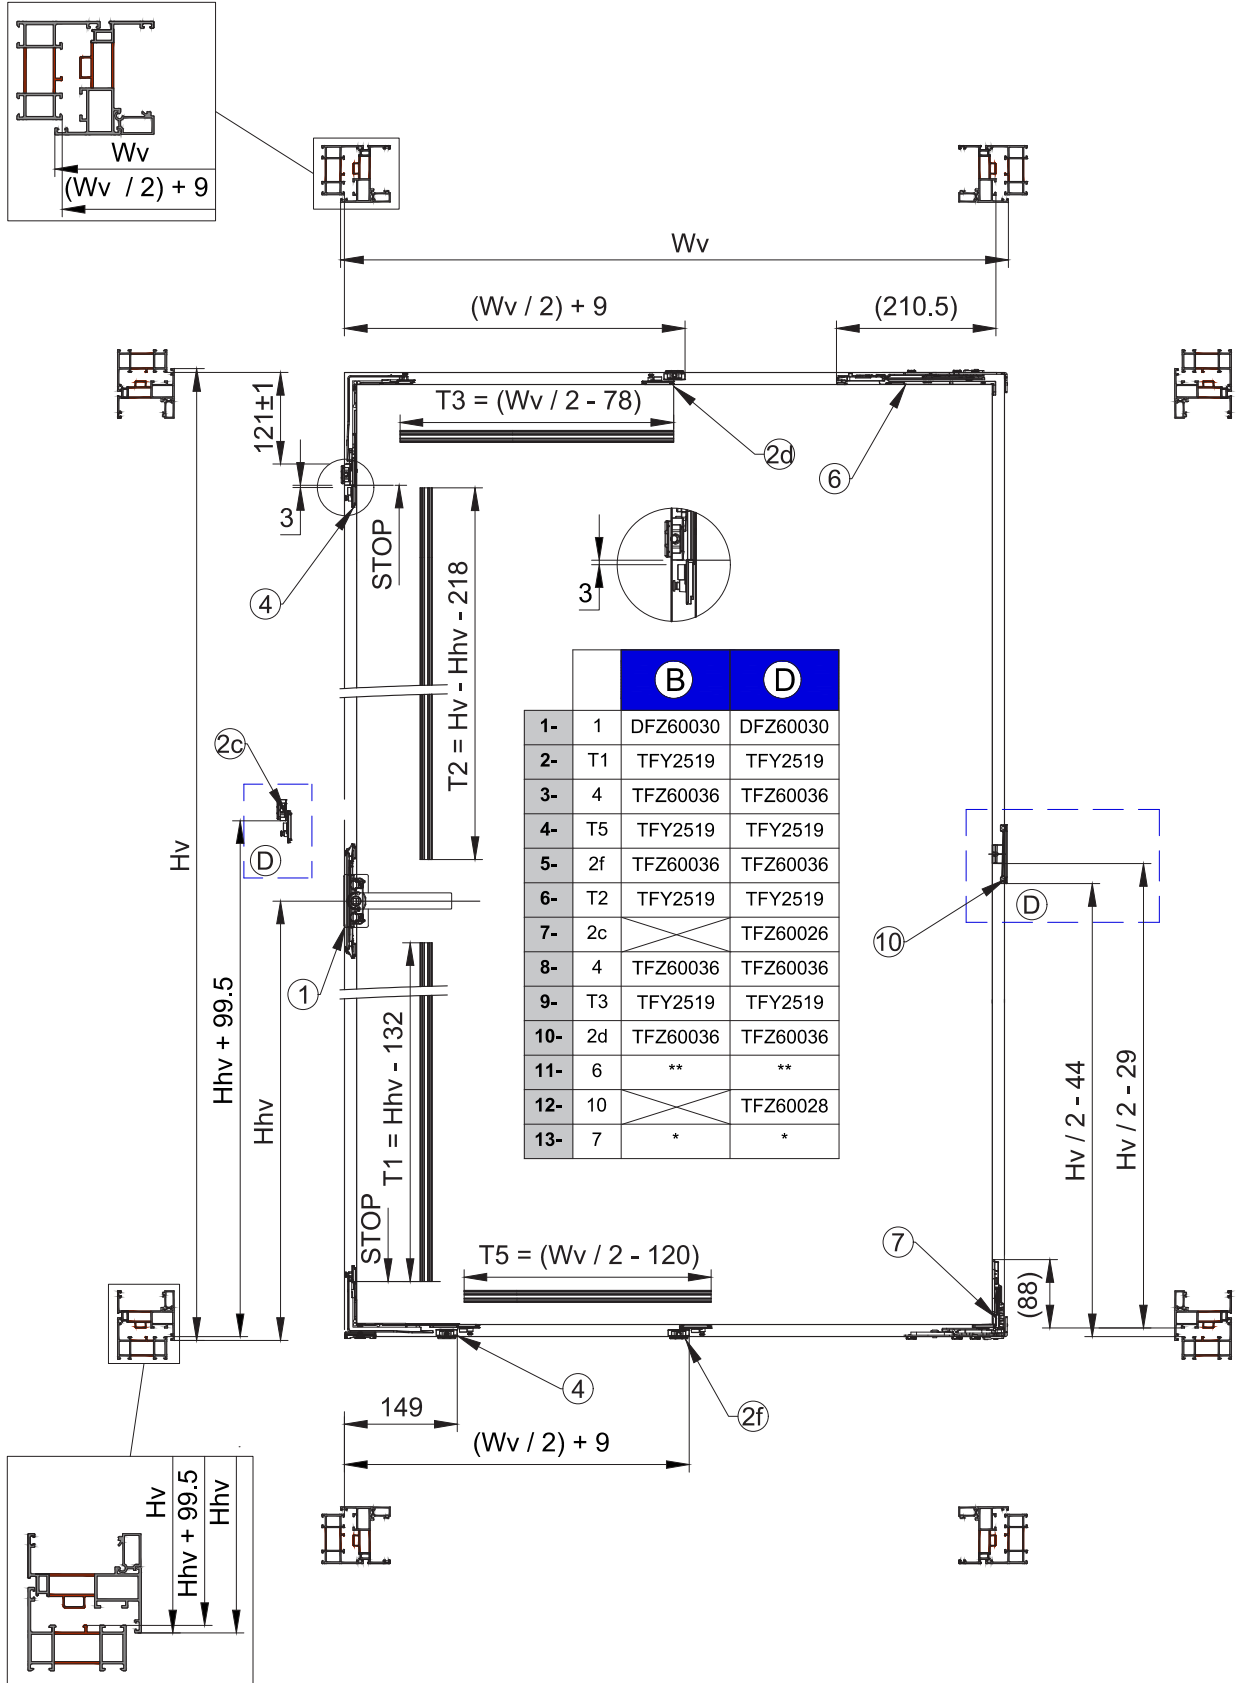 Wv
(Wv / 2) + 9
Wv
(Wv / 2) + 9
(210.5)
121±1
T3 = (Wv / 2 - 78)
2d
6
3
STOP
4
T2 = Hv - Hhv - 218
3
Hv
2c
D
B D
1- 1 DFZ60030 DFZ60030
2- T1 TFY2519 TFY2519
3- 4 TFZ60036 TFZ60036
4- T5 TFY2519 TFY2519
5- 2f TFZ60036 TFZ60036
6- T2 TFY2519 TFY2519
7- 2c TFZ60026
8- 4 TFZ60036 TFZ60036
9- T3 TFY2519 TFY2519
10- 2d TFZ60036 TFZ60036
11- 6 ** **
12- 10 TFZ60028
13- 7 * *
D
10
1
Hhv + 99.5
Hhv
T1 = Hhv - 132
STOP
Hv / 2 - 44
Hv / 2 - 29
T5 = (Wv / 2 - 120)
7
(88)
4
149
2f
(Wv / 2) + 9
Hv
Hhv + 99.5
Hhv